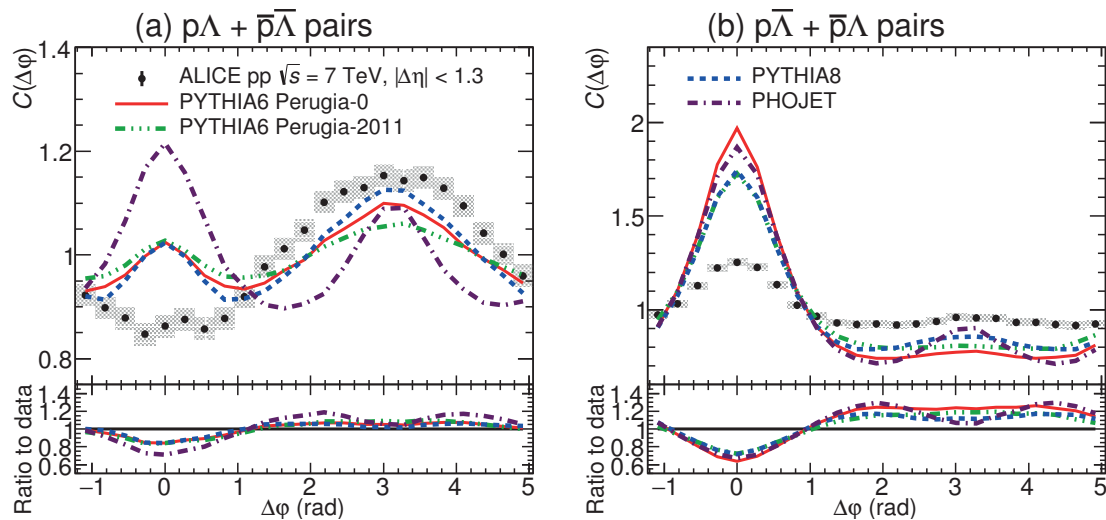 (a) pΛ + p̅Λ̅ pairs
C(Δφ)
1.4
1.2
1.0
0.8
ALICE pp √s = 7 TeV, |Δη| < 1.3
PYTHIA6 Perugia-0
PYTHIA6 Perugia-2011
Ratio to data
1.4
1.2
1.0
0.8
0.6
−1 0 1 2 3 4 5
Δφ (rad)
(b) pΛ̅ + p̅Λ pairs
C(Δφ)
2
1.5
1
PYTHIA8
PHOJET
Ratio to data
1.4
1.2
1.0
0.8
0.6
−1 0 1 2 3 4 5
Δφ (rad)